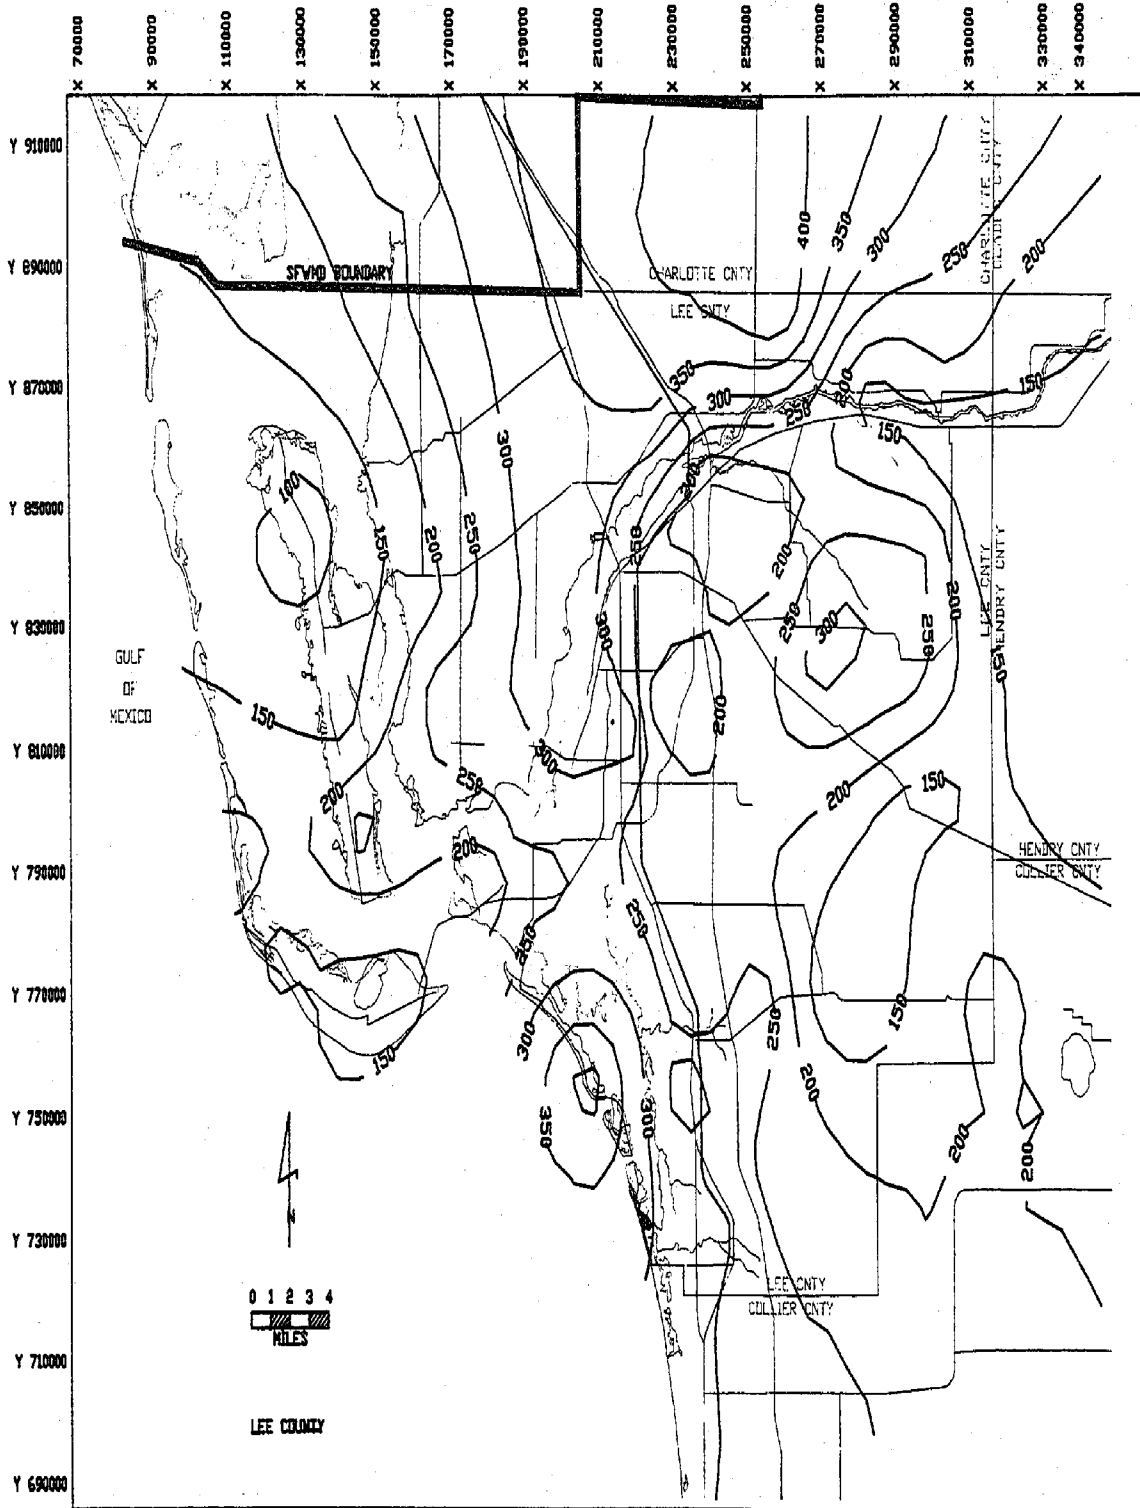 X 70000
X 90000
X 110000
X 130000
X 150000
X 170000
X 190000
X 210000
X 230000
X 250000
X 270000
X 290000
X 310000
X 330000
X 340000
Y 910000
Y 890000
Y 870000
Y 850000
Y 830000
Y 810000
Y 790000
Y 770000
Y 750000
Y 730000
Y 710000
Y 690000
CHARLOTTE CNTY
GLADES CNTY
400
350
300
250
200
SFWMD BOUNDARY
CHARLOTTE CNTY
LEE CNTY
350
300
250
200
150
150
300
200
100
150
200
250
250
200
250
300
250
200
LEE CNTY
HENDRY CNTY
150
300
200
GULF
OF
MEXICO
150
300
250
200
200
200
150
HENDRY CNTY
COLLIER CNTY
250
250
300
250
150
150
200
350
300
200
200
LEE CNTY
COLLIER CNTY
N
0 1 2 3 4
MILES
LEE COUNTY